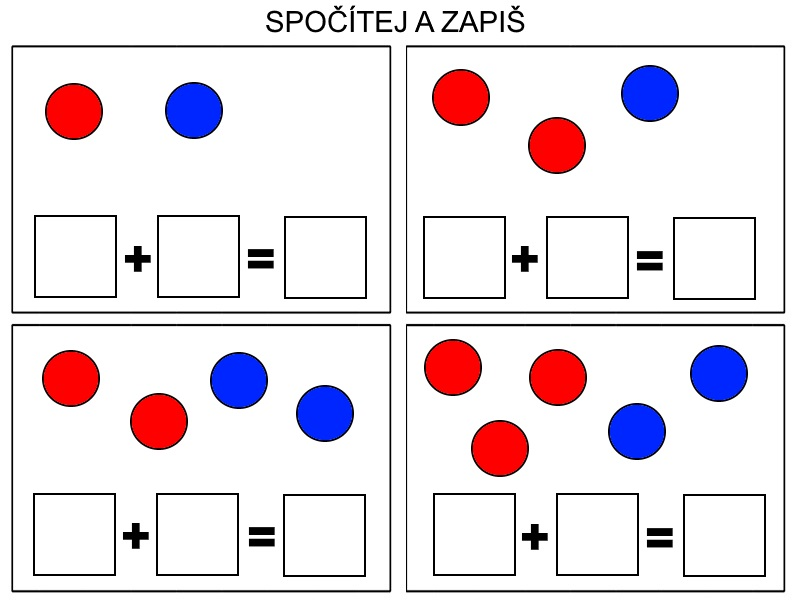 SPOČÍTEJ A ZAPIŠ
+ =
+ =
+ =
+ =